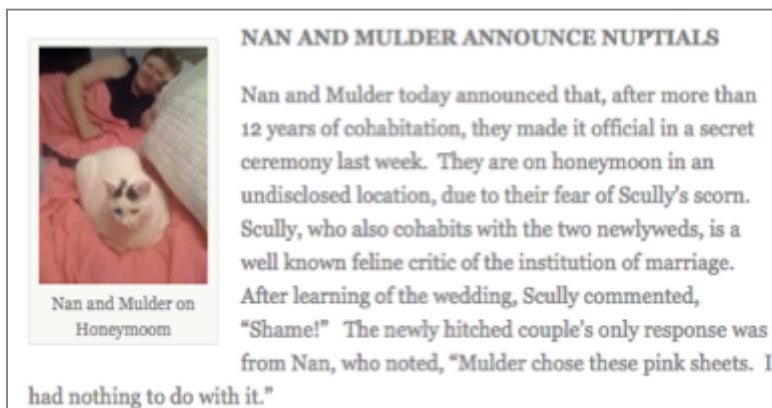 NAN AND MULDER ANNOUNCE NUPTIALS
Nan and Mulder today announced that, after more than
12 years of cohabitation, they made it official in a secret
ceremony last week.  They are on honeymoon in an
undisclosed location, due to their fear of Scully's scorn.
Scully, who also cohabits with the two newlyweds, is a
well known feline critic of the institution of marriage.
After learning of the wedding, Scully commented,
“Shame!”   The newly hitched couple's only response was
from Nan, who noted, “Mulder chose these pink sheets.  I
had nothing to do with it.”
Nan and Mulder on
Honeymoom